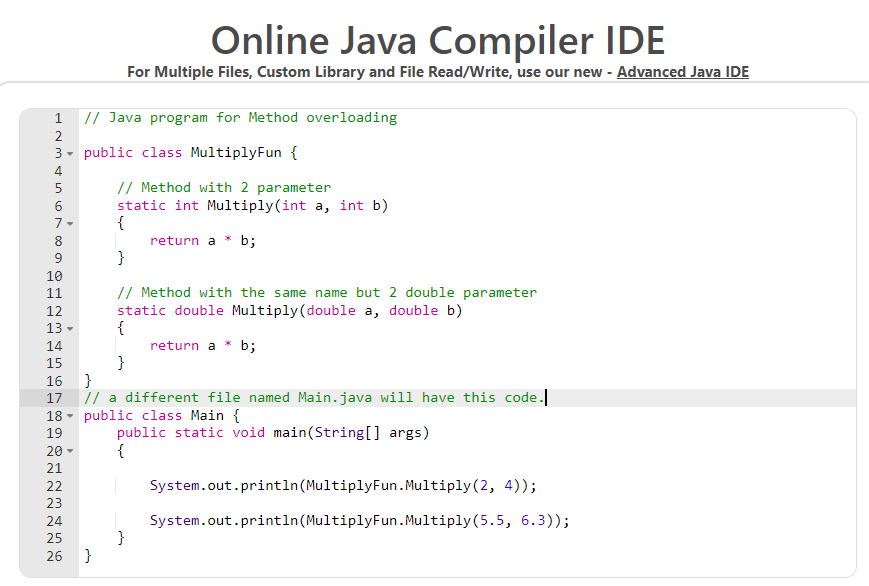 Online Java Compiler IDE
For Multiple Files, Custom Library and File Read/Write, use our new - Advanced Java IDE
1 // Java program for Method overloading
2
3 public class MultiplyFun {
4
5     // Method with 2 parameter
6     static int Multiply(int a, int b)
7     {
8         return a * b;
9     }
10
11     // Method with the same name but 2 double parameter
12     static double Multiply(double a, double b)
13     {
14         return a * b;
15     }
16 }
17 // a different file named Main.java will have this code.
18 public class Main {
19     public static void main(String[] args)
20     {
21
22         System.out.println(MultiplyFun.Multiply(2, 4));
23
24         System.out.println(MultiplyFun.Multiply(5.5, 6.3));
25     }
26 }